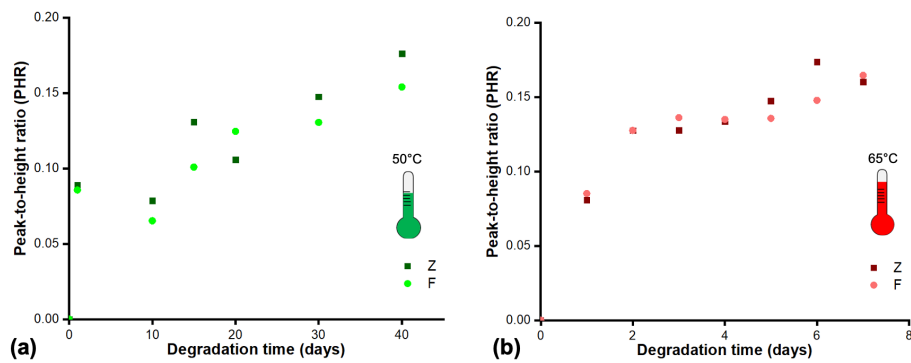 0.20
0.15
0.10
0.05
0.00
Peak-to-height ratio (PHR)
50°C
Z
F
0
10
20
30
40
Degradation time (days)
(a)
0.20
0.15
0.10
0.05
0.00
Peak-to-height ratio (PHR)
65°C
Z
F
0
2
4
6
8
Degradation time (days)
(b)